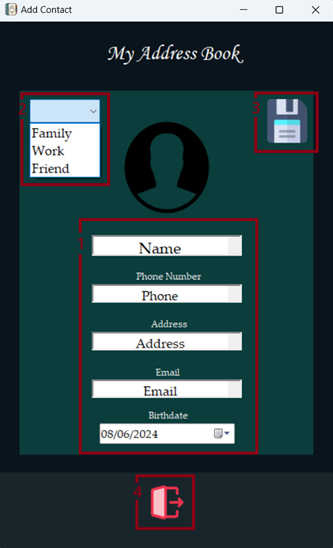 Add Contact
My Address Book
2
3
Family
Work
Friend
1
Name
Phone Number
Phone
Address
Address
Email
Email
Birthdate
08/06/2024
4